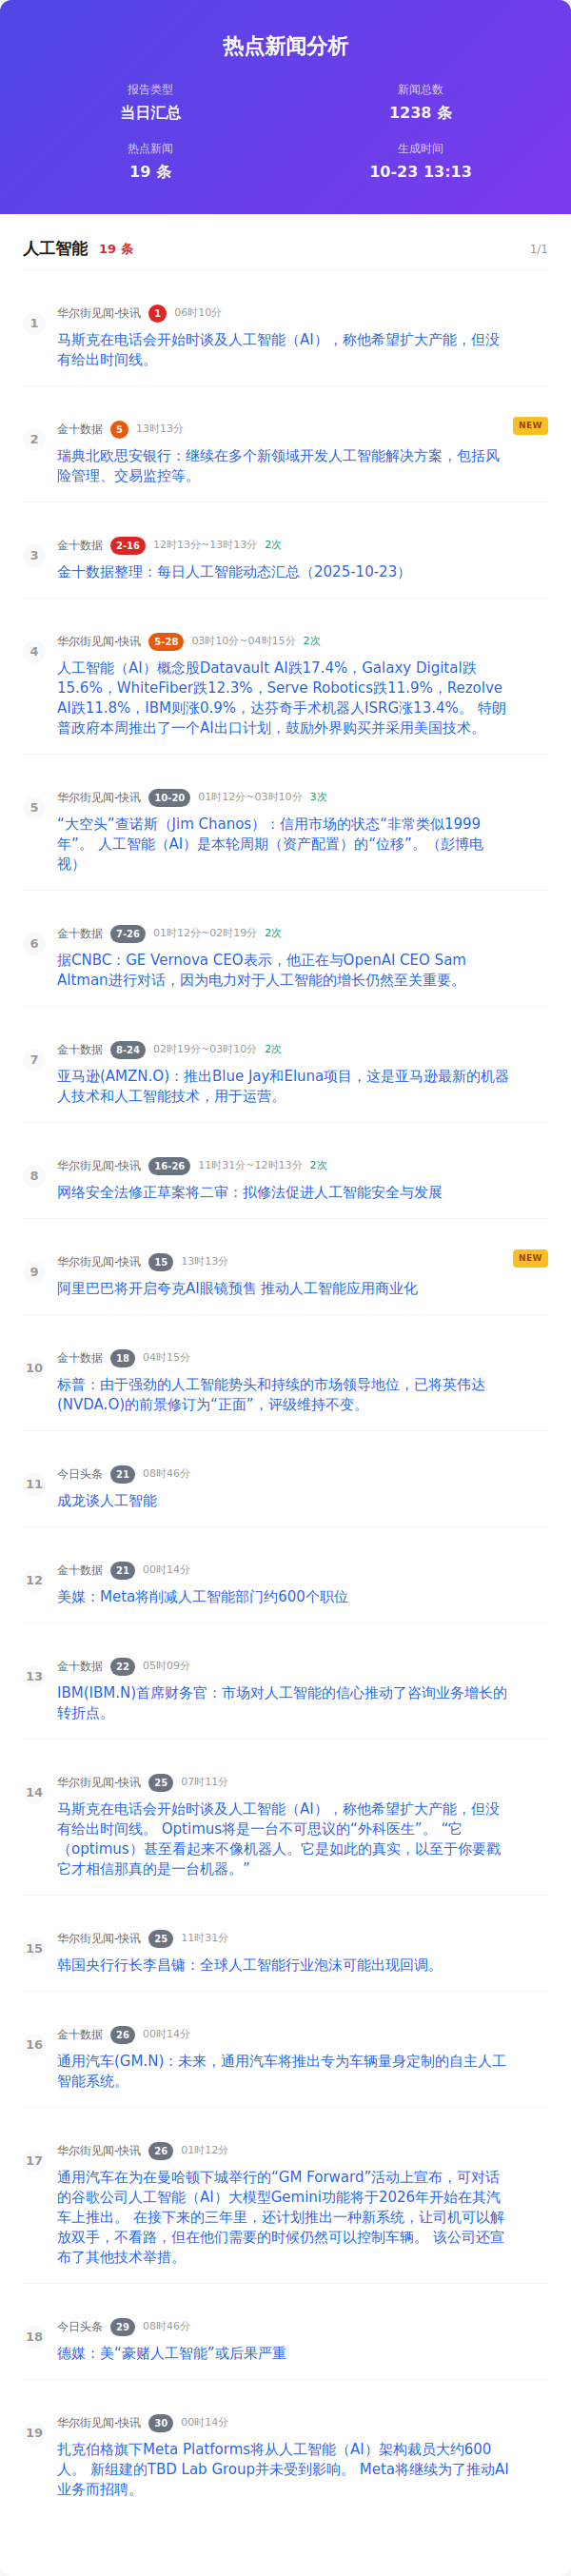 热点新闻分析
报告类型
当日汇总
新闻总数
1238 条
热点新闻
19 条
生成时间
10-23 13:13
人工智能 19 条 1/1
1
华尔街见闻-快讯 1 06时10分
马斯克在电话会开始时谈及人工智能（AI），称他希望扩大产能，但没
有给出时间线。
2
金十数据 5 13时13分 NEW
瑞典北欧思安银行：继续在多个新领域开发人工智能解决方案，包括风
险管理、交易监控等。
3
金十数据 2-16 12时13分~13时13分 2次
金十数据整理：每日人工智能动态汇总（2025-10-23）
4
华尔街见闻-快讯 5-28 03时10分~04时15分 2次
人工智能（AI）概念股Datavault AI跌17.4%，Galaxy Digital跌
15.6%，WhiteFiber跌12.3%，Serve Robotics跌11.9%，Rezolve
AI跌11.8%，IBM则涨0.9%，达芬奇手术机器人ISRG涨13.4%。 特朗
普政府本周推出了一个AI出口计划，鼓励外界购买并采用美国技术。
5
华尔街见闻-快讯 10-20 01时12分~03时10分 3次
“大空头”查诺斯（Jim Chanos）：信用市场的状态“非常类似1999
年”。 人工智能（AI）是本轮周期（资产配置）的“位移”。（彭博电
视）
6
金十数据 7-26 01时12分~02时19分 2次
据CNBC：GE Vernova CEO表示，他正在与OpenAI CEO Sam
Altman进行对话，因为电力对于人工智能的增长仍然至关重要。
7
金十数据 8-24 02时19分~03时10分 2次
亚马逊(AMZN.O)：推出Blue Jay和Eluna项目，这是亚马逊最新的机器
人技术和人工智能技术，用于运营。
8
华尔街见闻-快讯 16-26 11时31分~12时13分 2次
网络安全法修正草案将二审：拟修法促进人工智能安全与发展
9
华尔街见闻-快讯 15 13时13分 NEW
阿里巴巴将开启夸克AI眼镜预售 推动人工智能应用商业化
10
金十数据 18 04时15分
标普：由于强劲的人工智能势头和持续的市场领导地位，已将英伟达
(NVDA.O)的前景修订为“正面”，评级维持不变。
11
今日头条 21 08时46分
成龙谈人工智能
12
金十数据 21 00时14分
美媒：Meta将削减人工智能部门约600个职位
13
金十数据 22 05时09分
IBM(IBM.N)首席财务官：市场对人工智能的信心推动了咨询业务增长的
转折点。
14
华尔街见闻-快讯 25 07时11分
马斯克在电话会开始时谈及人工智能（AI），称他希望扩大产能，但没
有给出时间线。 Optimus将是一台不可思议的“外科医生”。 “它
（optimus）甚至看起来不像机器人。它是如此的真实，以至于你要戳
它才相信那真的是一台机器。”
15
华尔街见闻-快讯 25 11时31分
韩国央行行长李昌镛：全球人工智能行业泡沫可能出现回调。
16
金十数据 26 00时14分
通用汽车(GM.N)：未来，通用汽车将推出专为车辆量身定制的自主人工
智能系统。
17
华尔街见闻-快讯 26 01时12分
通用汽车在为在曼哈顿下城举行的“GM Forward”活动上宣布，可对话
的谷歌公司人工智能（AI）大模型Gemini功能将于2026年开始在其汽
车上推出。 在接下来的三年里，还计划推出一种新系统，让司机可以解
放双手，不看路，但在他们需要的时候仍然可以控制车辆。 该公司还宣
布了其他技术举措。
18
今日头条 29 08时46分
德媒：美“豪赌人工智能”或后果严重
19
华尔街见闻-快讯 30 00时14分
扎克伯格旗下Meta Platforms将从人工智能（AI）架构裁员大约600
人。 新组建的TBD Lab Group并未受到影响。 Meta将继续为了推动AI
业务而招聘。